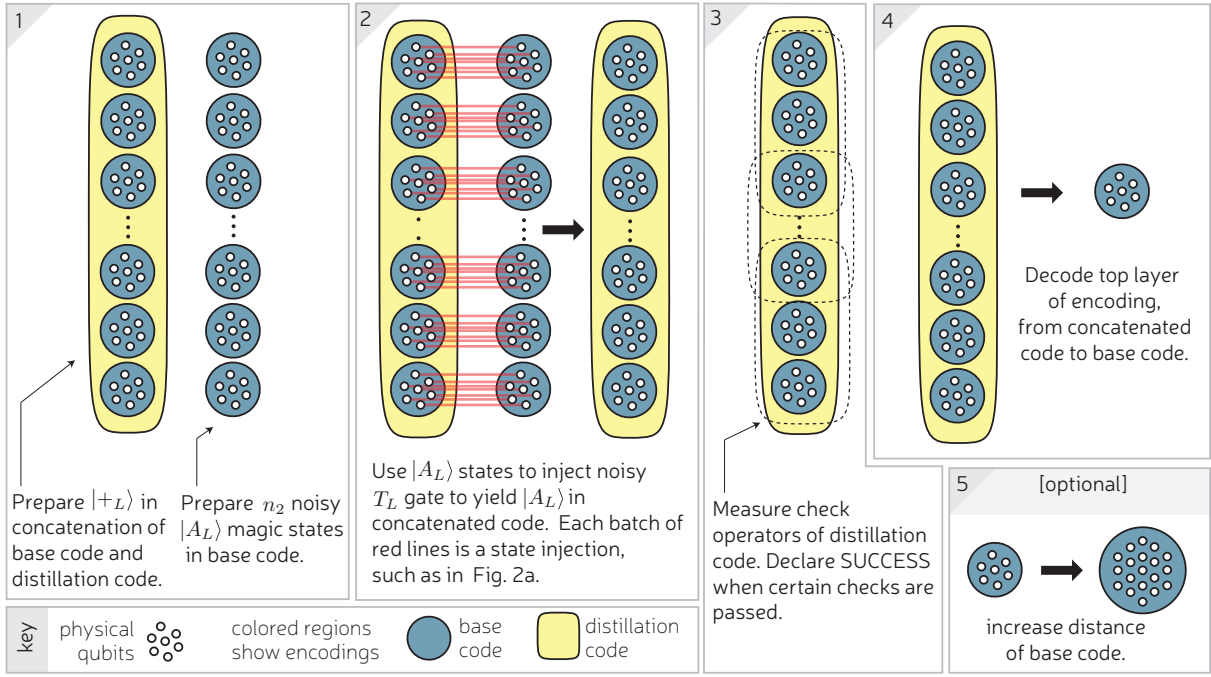 1
Prepare |+_L⟩ in
concatenation of
base code and
distillation code.
Prepare n_2 noisy
|A_L⟩ magic states
in base code.
2
Use |A_L⟩ states to inject noisy
T_L gate to yield |A_L⟩ in
concatenated code. Each batch of
red lines is a state injection,
such as in Fig. 2a.
3
Measure check
operators of distillation
code. Declare SUCCESS
when certain checks are
passed.
4
Decode top layer
of encoding,
from concatenated
code to base code.
5
[optional]
increase distance
of base code.
key
physical
qubits
colored regions
show encodings
base
code
distillation
code